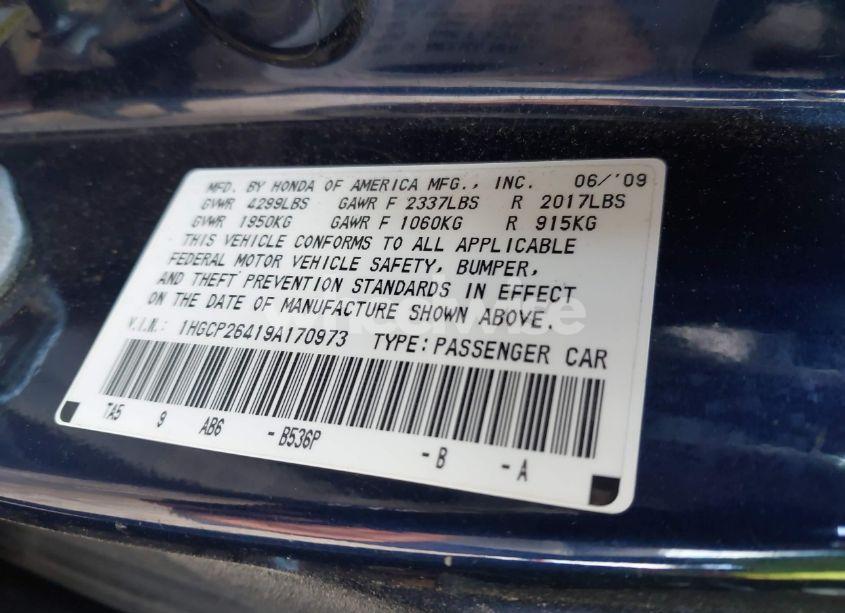 MFD. BY HONDA OF AMERICA MFG., INC. 06/'09
GVWR 4299LBS GAWR F 2337LBS R 2017LBS
GVWR 1950KG GAWR F 1060KG R 915KG
THIS VEHICLE CONFORMS TO ALL APPLICABLE
FEDERAL MOTOR VEHICLE SAFETY, BUMPER,
AND THEFT PREVENTION STANDARDS IN EFFECT
ON THE DATE OF MANUFACTURE SHOWN ABOVE.
V.I.N.: 1HGCP26419A170973 TYPE:PASSENGER CAR
TA5 9 AB6 -B536P -B -A